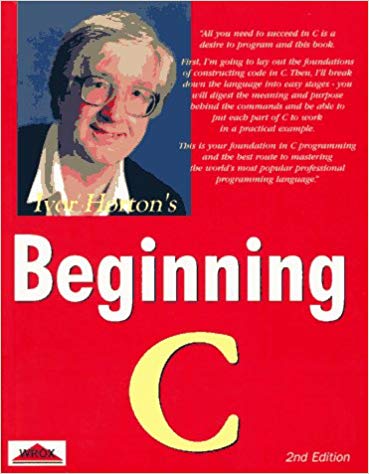 "All you need to succeed in C is a
desire to program and this book.
First, I'm going to lay out the foundations
of constructing code in C. Then, I'll break
down the language into easy stages - you
will digest the meaning and purpose
behind the commands and be able to
put each part of C to work
in a practical example.
This is your foundation in C programming
and the best route to mastering
the world's most popular professional
programming language."
Ivor Horton's
Beginning
C
WROX
2nd Edition